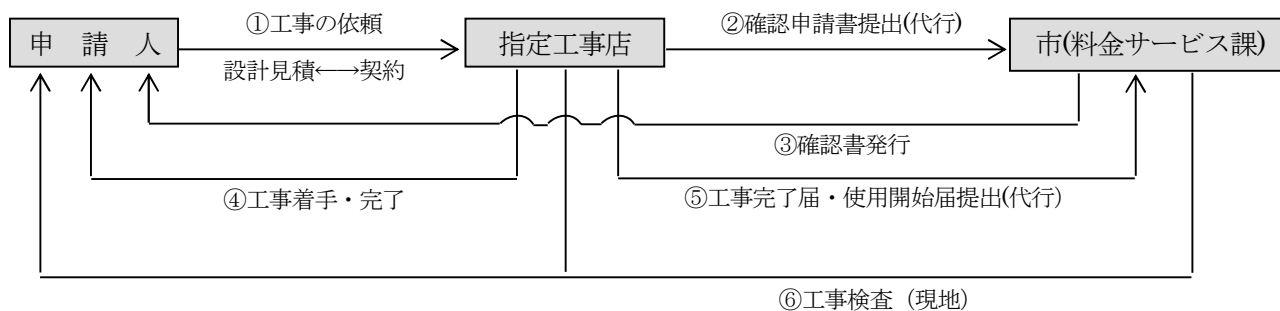 ①工事の依頼
②確認申請書提出(代行)
申　請　人
指定工事店
市(料金サービス課)
設計見積←→契約
③確認書発行
④工事着手・完了
⑤工事完了届・使用開始届提出(代行）
⑥工事検査（現地）